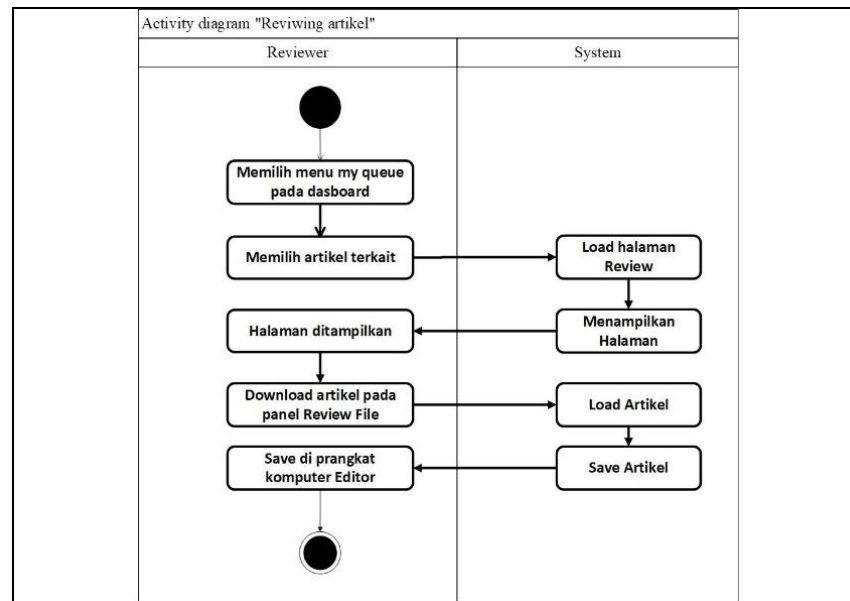 Activity diagram "Reviwing artikel"
Reviewer
System
Memilih menu my queue
pada dasboard
Memilih artikel terkait
Load halaman
Review
Menampilkan
Halaman
Halaman ditampilkan
Download artikel pada
panel Review File
Load Artikel
Save Artikel
Save di prangkat
komputer Editor